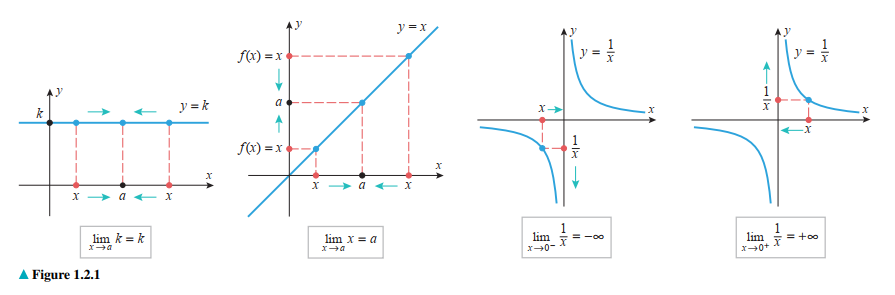 y
k
y = k
x
x a x
lim k = k
x→a
y
y = x
f(x) = x
a
f(x) = x
x
x a x
lim x = a
x→a
y
y = 1/x
x
x
1/x
lim 1/x = −∞
x→0−
y
y = 1/x
1/x
x
x
lim 1/x = +∞
x→0+
▲ Figure 1.2.1